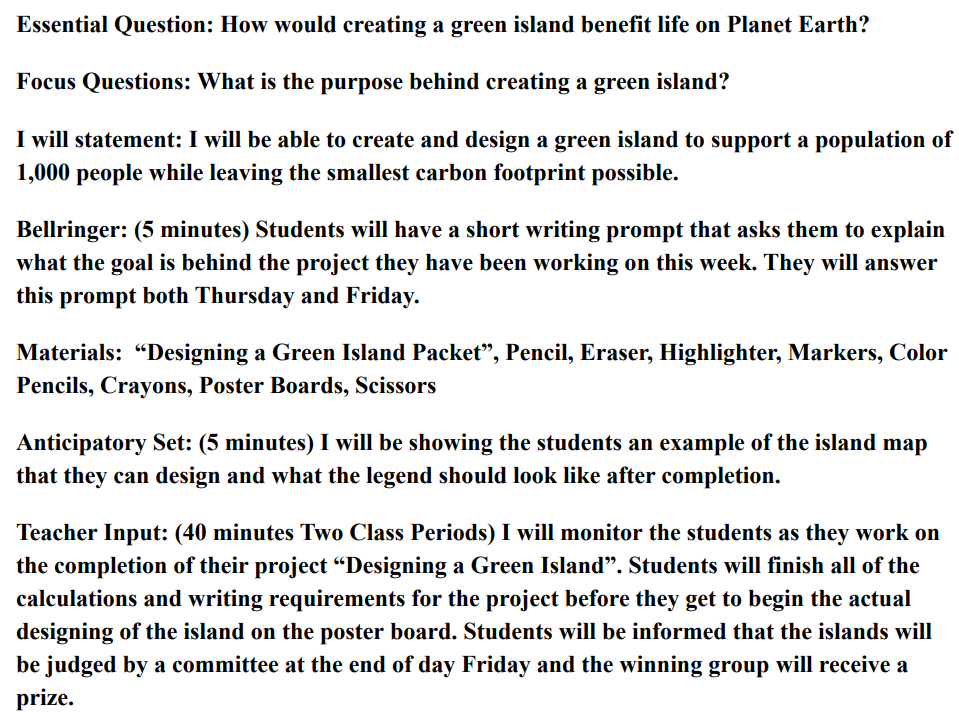 Essential Question: How would creating a green island benefit life on Planet Earth?
Focus Questions: What is the purpose behind creating a green island?
I will statement: I will be able to create and design a green island to support a population of
1,000 people while leaving the smallest carbon footprint possible.
Bellringer: (5 minutes) Students will have a short writing prompt that asks them to explain
what the goal is behind the project they have been working on this week. They will answer
this prompt both Thursday and Friday.
Materials:  “Designing a Green Island Packet”, Pencil, Eraser, Highlighter, Markers, Color
Pencils, Crayons, Poster Boards, Scissors
Anticipatory Set: (5 minutes) I will be showing the students an example of the island map
that they can design and what the legend should look like after completion.
Teacher Input: (40 minutes Two Class Periods) I will monitor the students as they work on
the completion of their project “Designing a Green Island”. Students will finish all of the
calculations and writing requirements for the project before they get to begin the actual
designing of the island on the poster board. Students will be informed that the islands will
be judged by a committee at the end of day Friday and the winning group will receive a
prize.